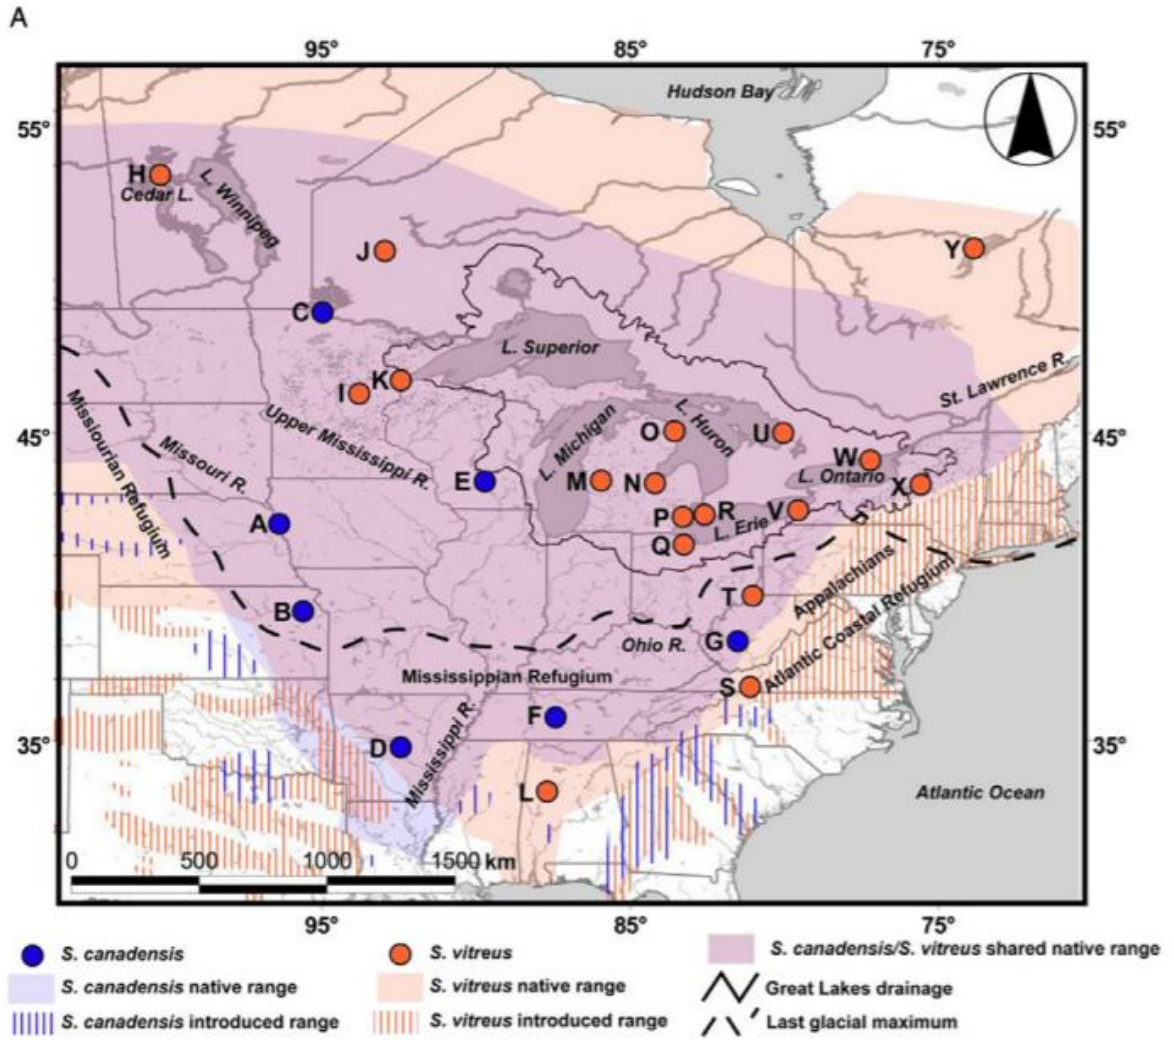 A
95° 85° 75°
Hudson Bay
55° 55°
H
Cedar L.
L. Winnipeg
J
Y
C
L. Superior
St. Lawrence R.
K
I
Upper Mississippi R.
L. Michigan
L. Huron
O
U
45° 45°
Missourian Refugium
Missouri R.
W
L. Ontario
E
M
N
X
A
P
R
V
L. Erie
Q
Appalachians
T
Atlantic Coastal Refugium
B
Ohio R.
G
Mississippian Refugium
S
F
Mississippi R.
D
35° 35°
L
Atlantic Ocean
0 500 1000 1500 km
95° 85° 75°
S. canadensis S. vitreus S. canadensis/S. vitreus shared native range
S. canadensis native range S. vitreus native range Great Lakes drainage
S. canadensis introduced range S. vitreus introduced range Last glacial maximum